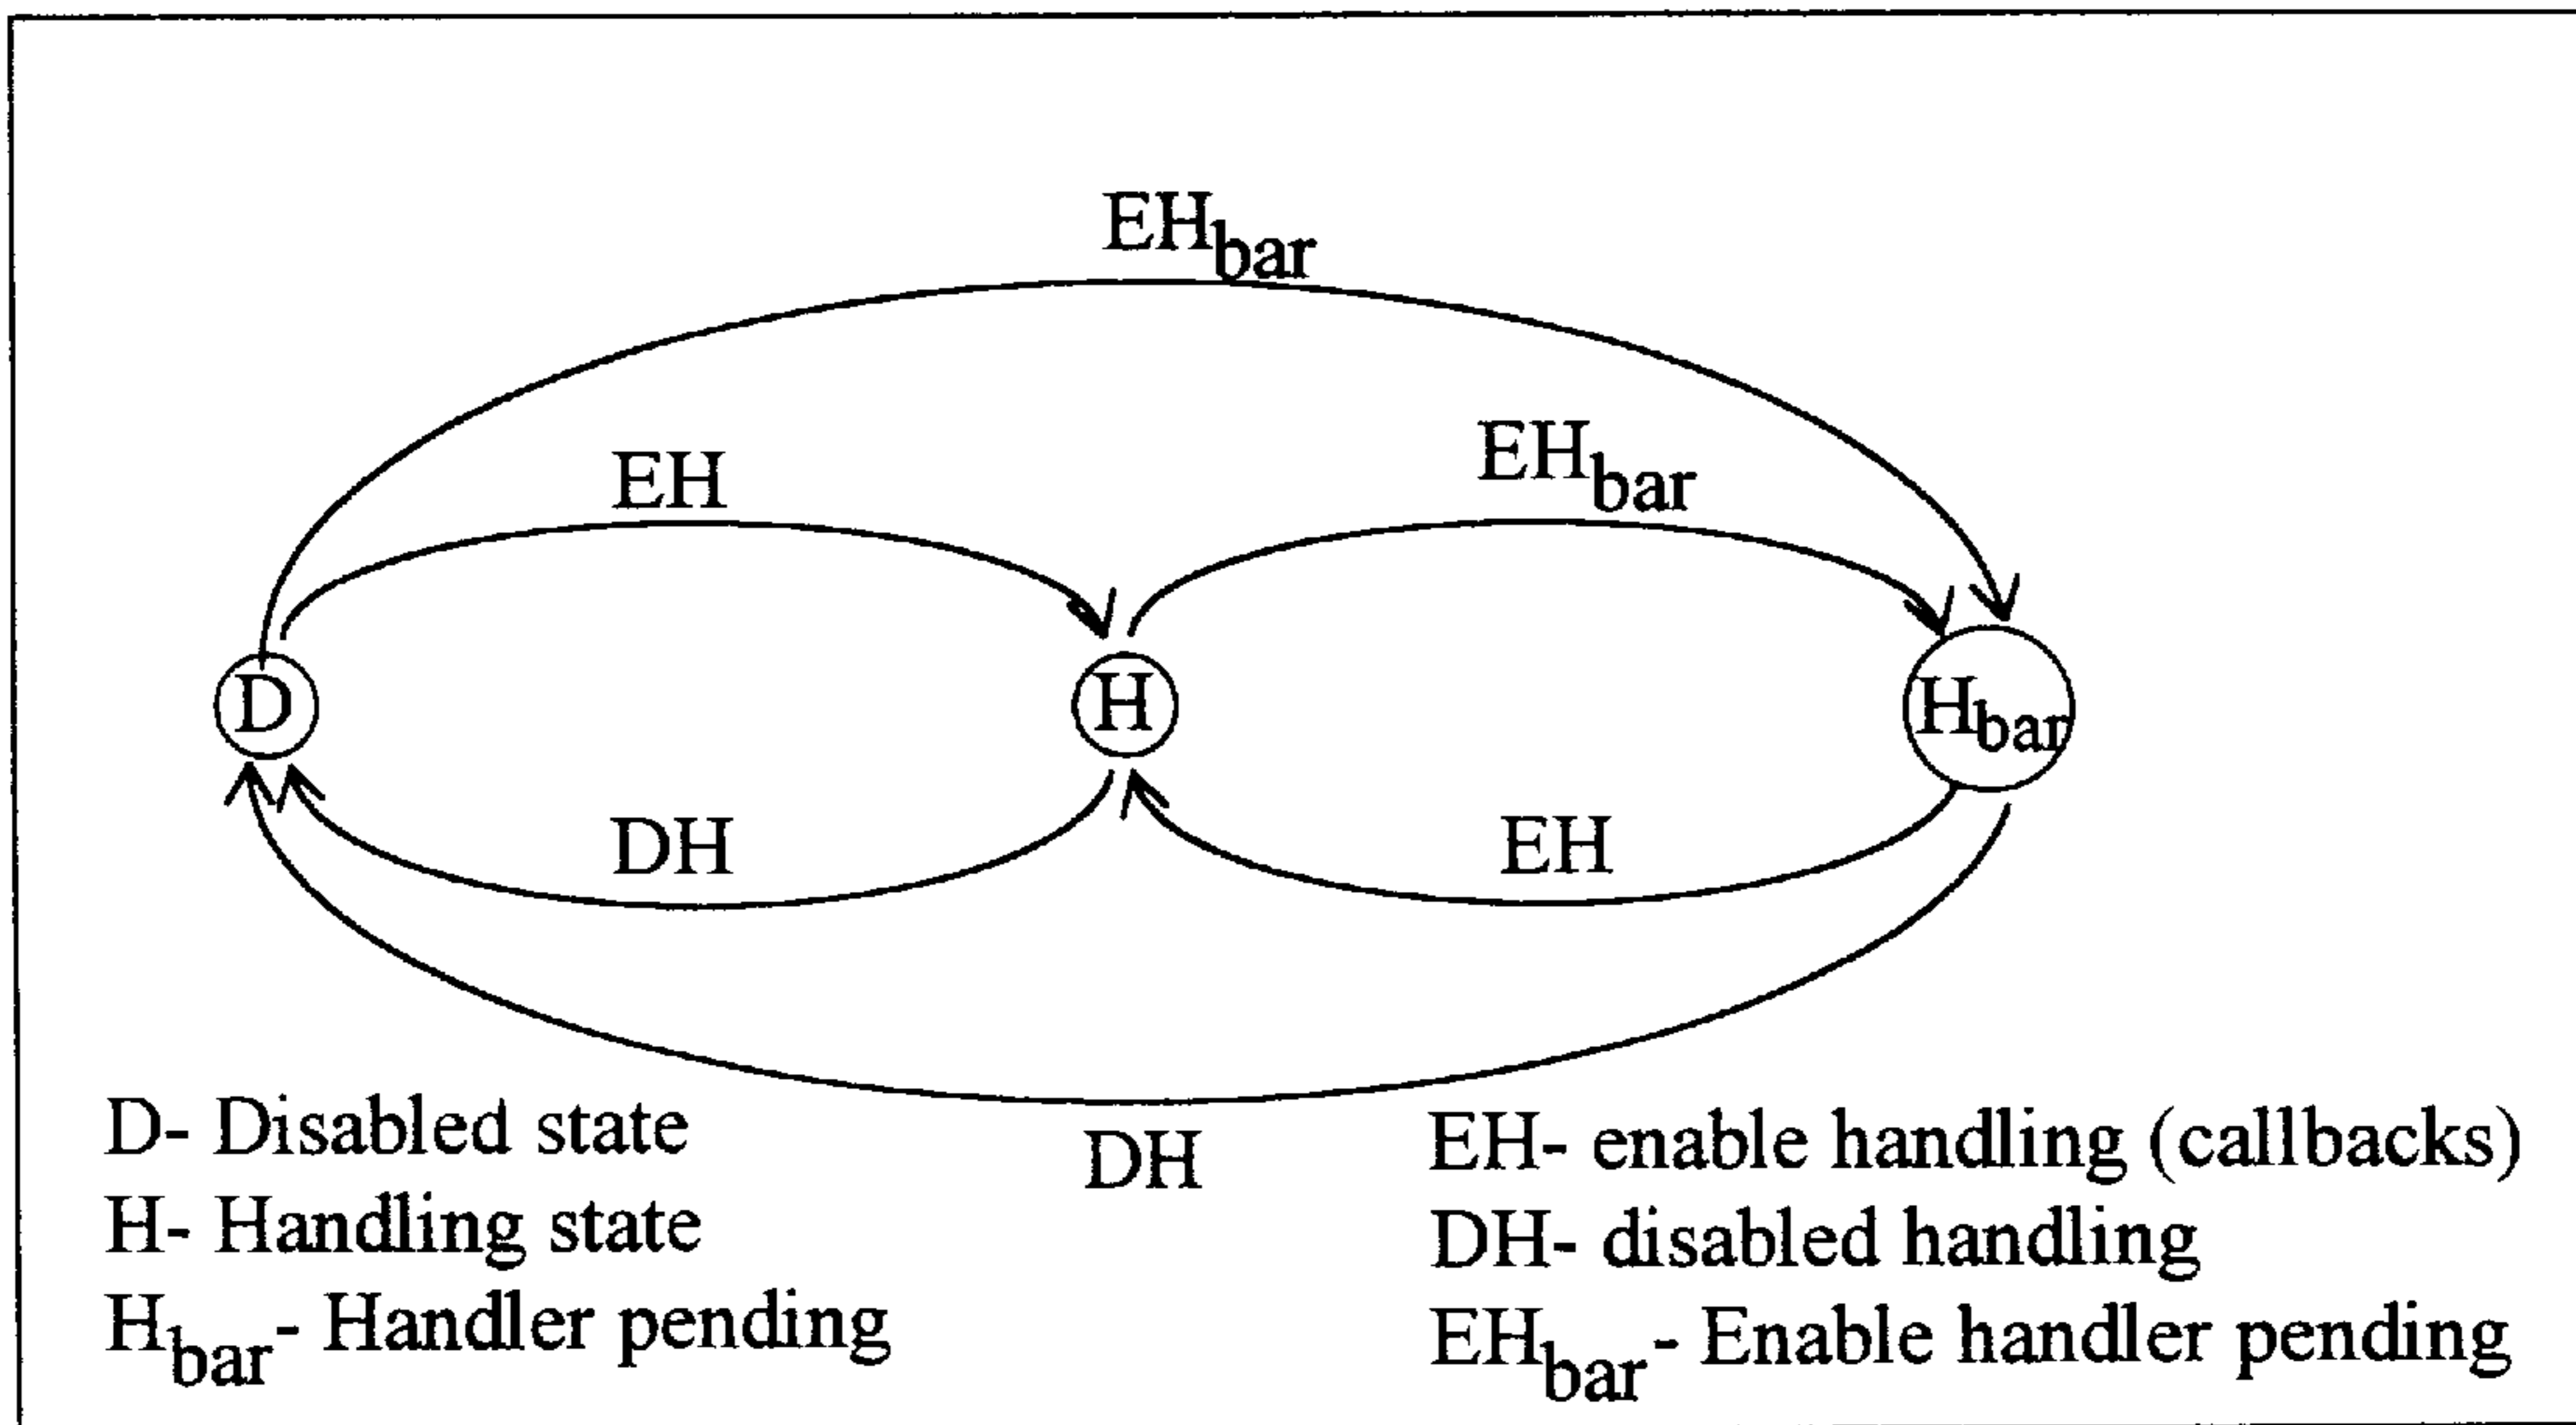 EHbar
EH
EHbar
D
H
Hbar
DH
EH
DH
D- Disabled state
H- Handling state
Hbar- Handler pending
EH- enable handling (callbacks)
DH- disabled handling
EHbar- Enable handler pending